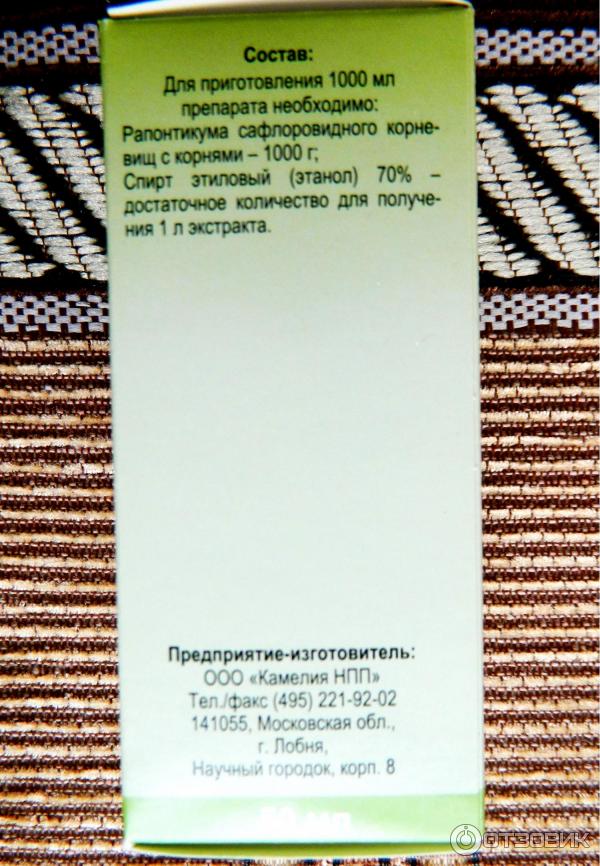 Состав:
Для приготовления 1000 мл
препарата необходимо:
Рапонтикума сафлоровидного корне-
вищ с корнями – 1000 г;
Спирт этиловый (этанол) 70% –
достаточное количество для получе-
ния 1 л экстракта.
Предприятие-изготовитель:
ООО «Камелия НПП»
Тел./факс (495) 221-92-02
141055, Московская обл.,
г. Лобня,
Научный городок, корп. 8
мл
ОТЗОВИК